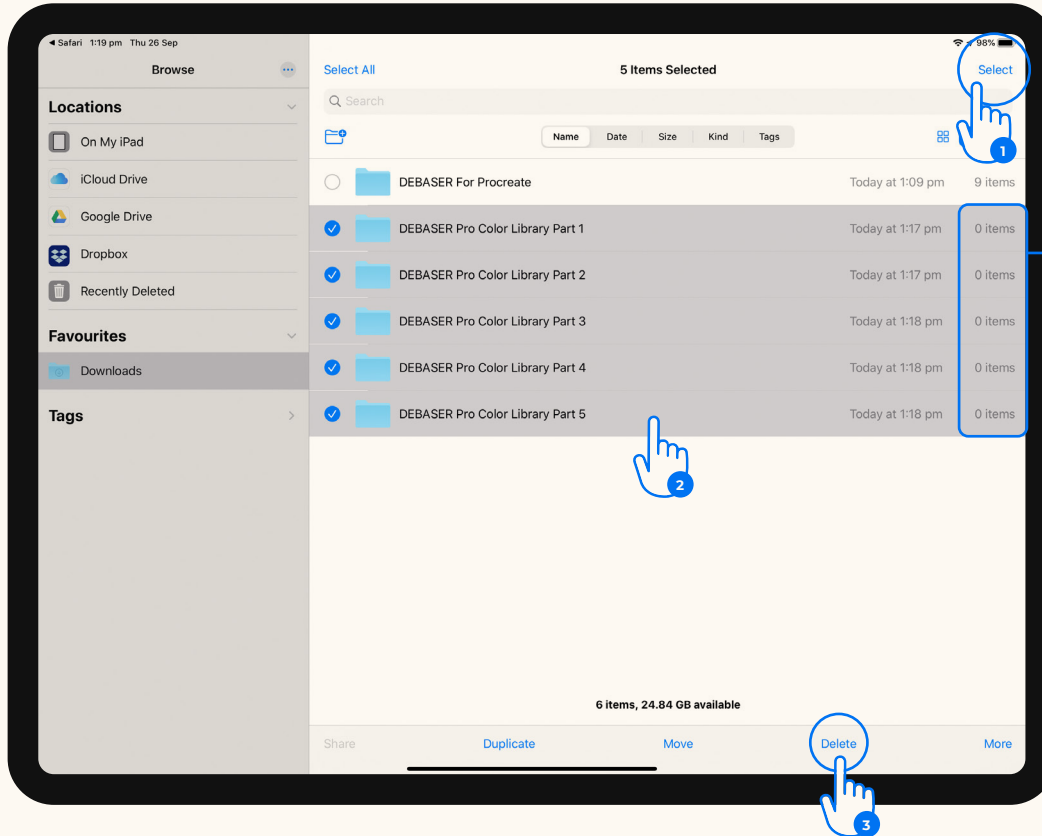 ◀ Safari 1:19 pm Thu 26 Sep 98%
Browse
Select All 5 Items Selected Select
Locations
Search
On My iPad
Name Date Size Kind Tags
1
iCloud Drive
DEBASER For Procreate Today at 1:09 pm 9 items
Google Drive
DEBASER Pro Color Library Part 1 Today at 1:17 pm 0 items
Dropbox
DEBASER Pro Color Library Part 2 Today at 1:17 pm 0 items
Recently Deleted
DEBASER Pro Color Library Part 3 Today at 1:18 pm 0 items
Favourites
DEBASER Pro Color Library Part 4 Today at 1:18 pm 0 items
Downloads
DEBASER Pro Color Library Part 5 Today at 1:18 pm 0 items
Tags
2
6 items, 24.84 GB available
Share Duplicate Move Delete More
3